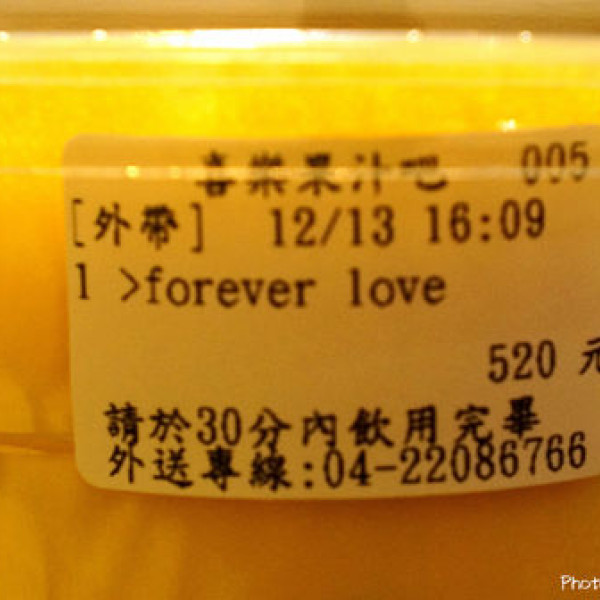 喜樂果汁吧 005
[外帶] 12/13 16:09
1 >forever love
520 元
請於30分內飲用完畢
外送專線:04-22086766
Phot